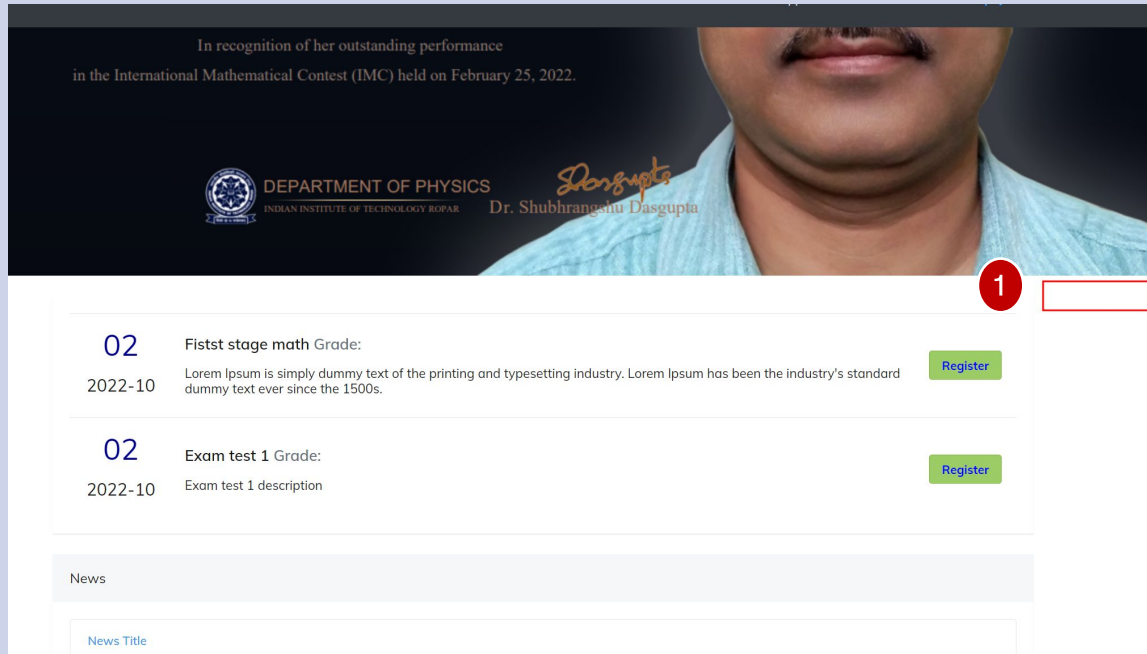 In recognition of her outstanding performance
in the International Mathematical Contest (IMC) held on February 25, 2022.
DEPARTMENT OF PHYSICS
INDIAN INSTITUTE OF TECHNOLOGY ROPAR
Dr. Shubhrangshu Dasgupta
1
02
2022-10
Fistst stage math Grade:
Lorem Ipsum is simply dummy text of the printing and typesetting industry. Lorem Ipsum has been the industry's standard
dummy text ever since the 1500s.
Register
02
2022-10
Exam test 1 Grade:
Exam test 1 description
Register
News
News Title